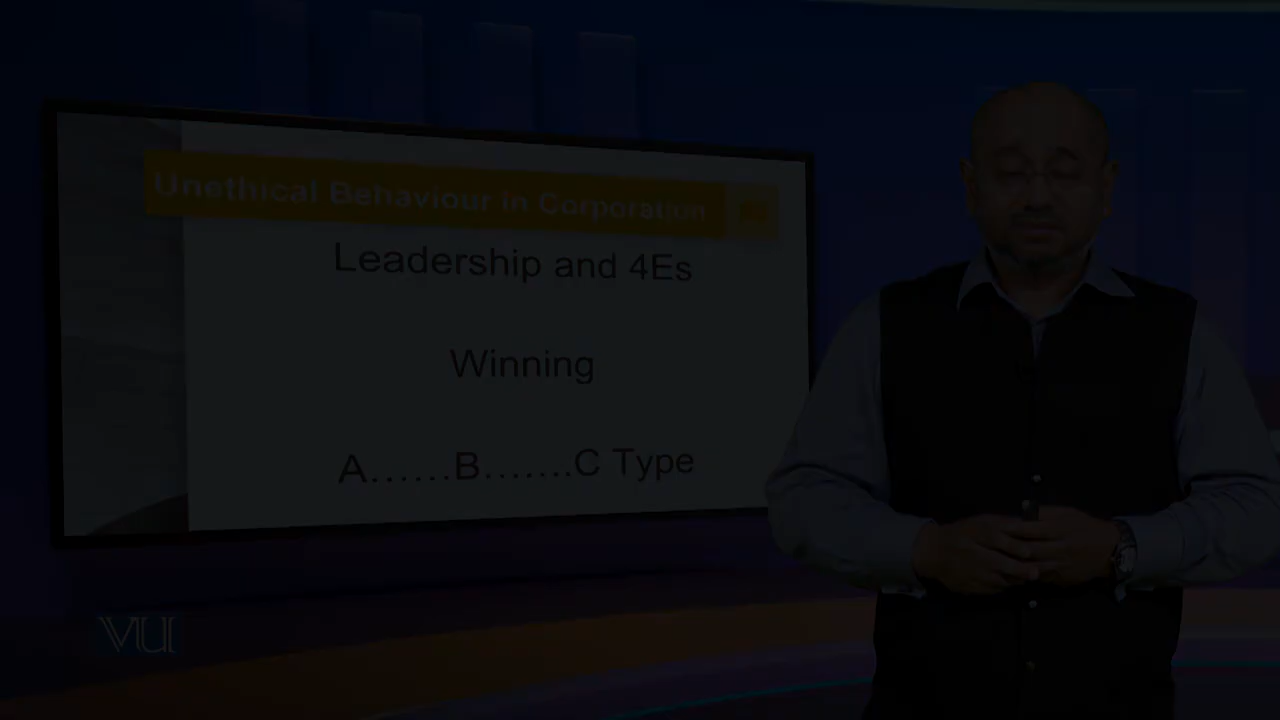 Unethical Behaviour in Corporation
Leadership and 4Es
Winning
A......B.......C Type
VU